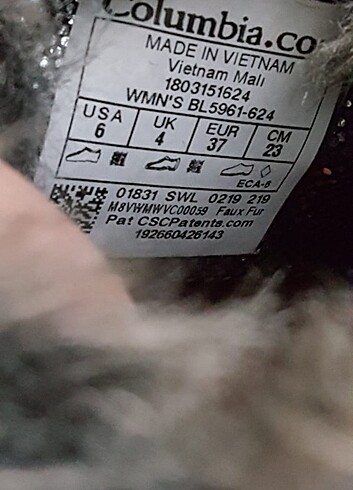 Columbia.co
MADE IN VIETNAM
Vietnam Mali
1803151624
WMN'S BL5961-624
USA UK EUR CM
6 4 37 23
ECA-6
01831 SWL 0219 219
M8VWMWVC00059 Faux Fur
Pat CSCPatents.com
192660426143